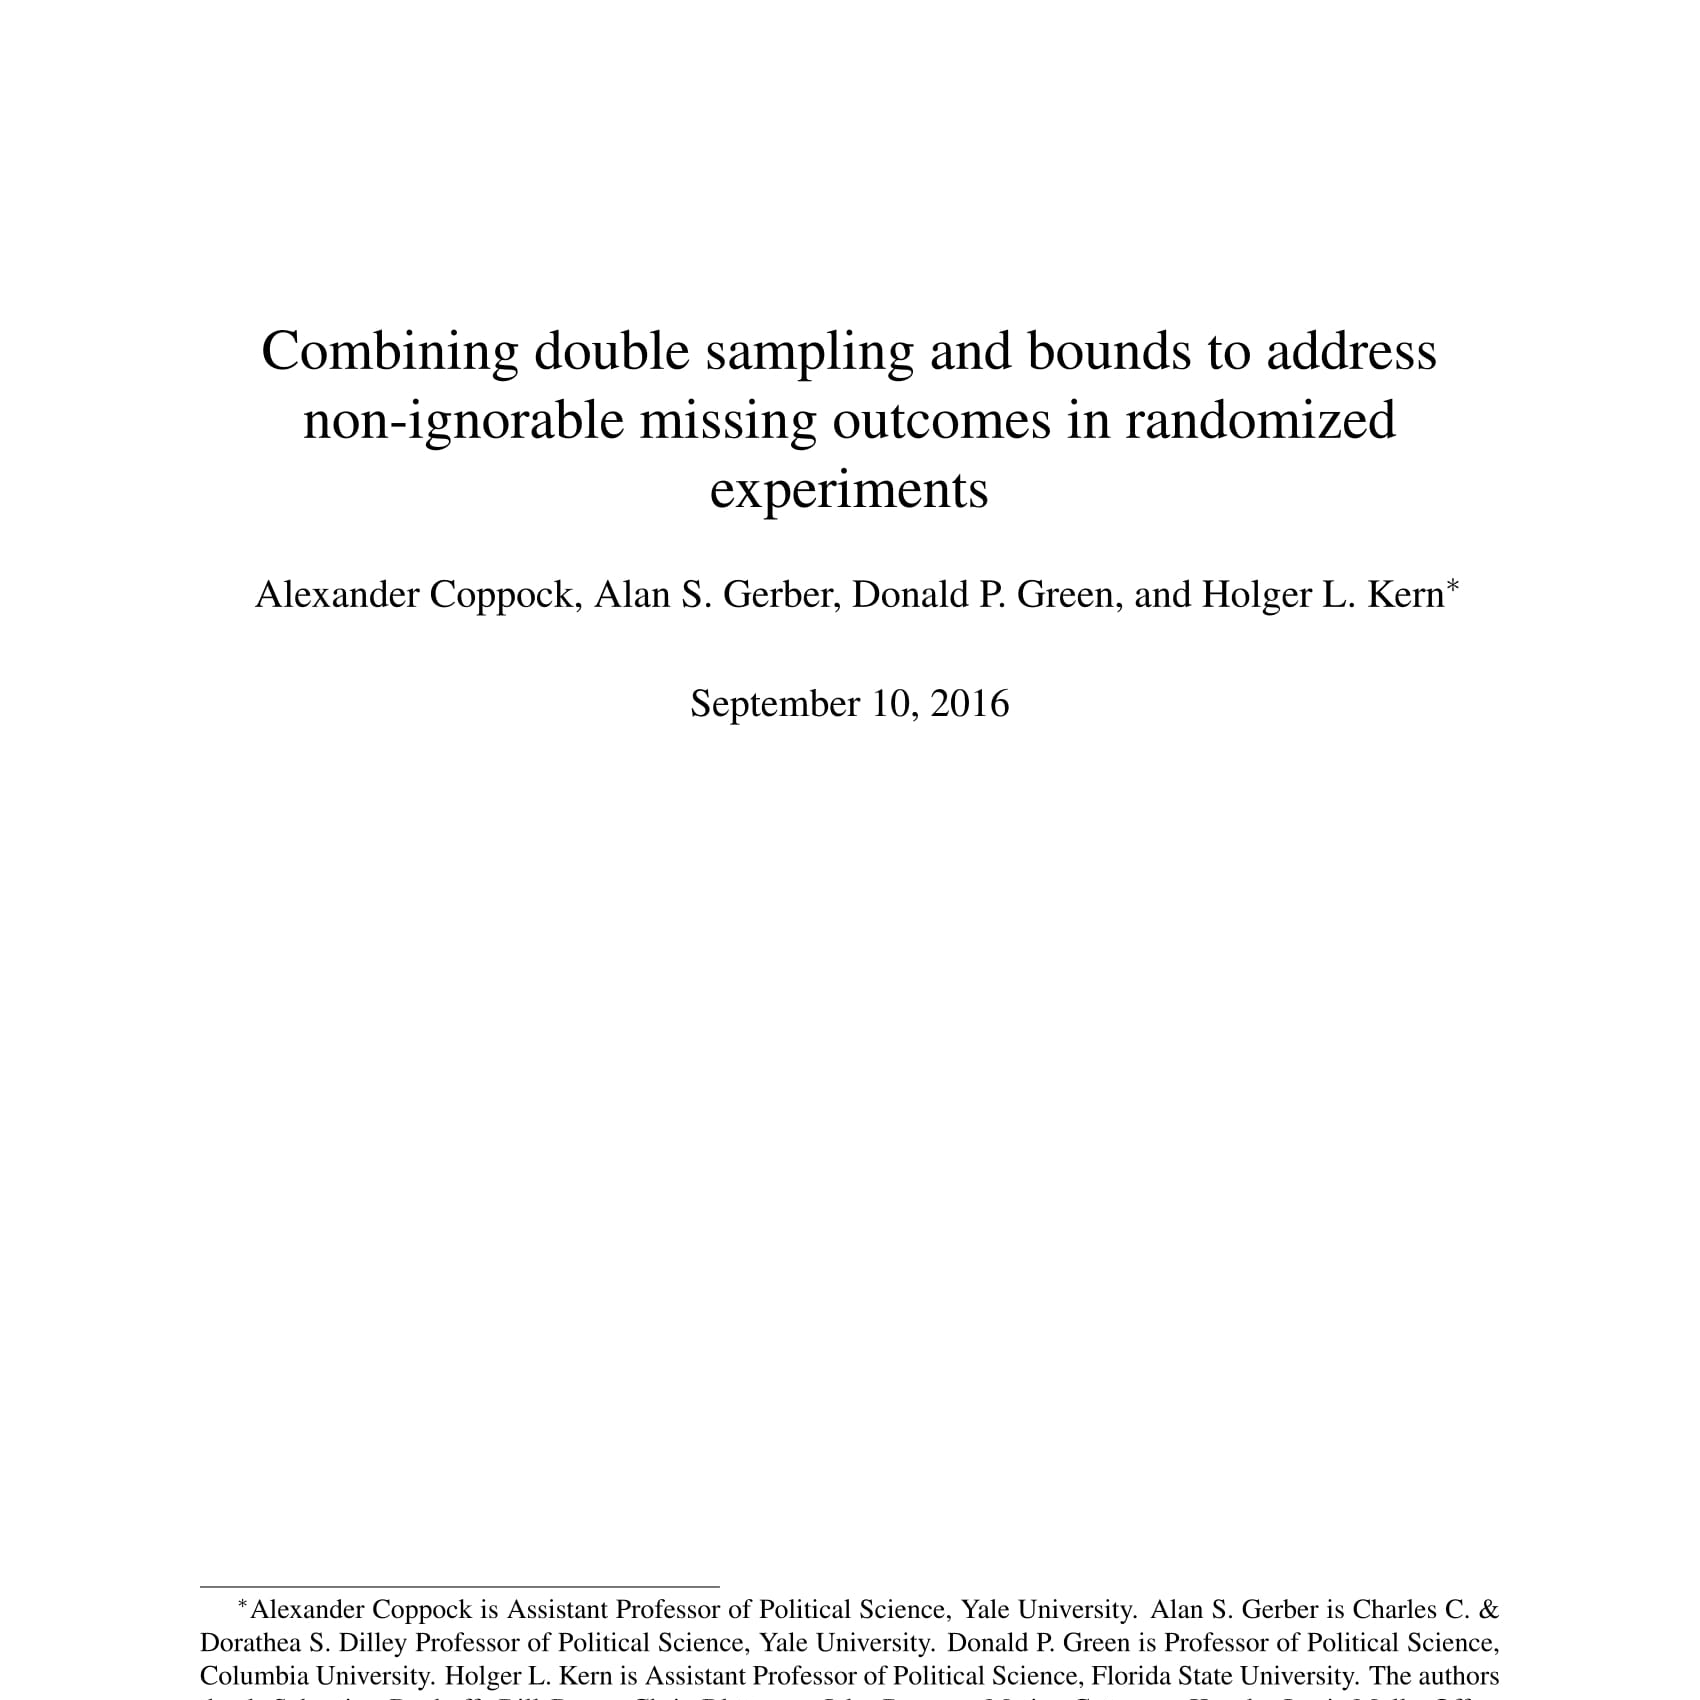 Combining double sampling and bounds to address
non-ignorable missing outcomes in randomized
experiments
Alexander Coppock, Alan S. Gerber, Donald P. Green, and Holger L. Kern*
September 10, 2016
*Alexander Coppock is Assistant Professor of Political Science, Yale University. Alan S. Gerber is Charles C. &
Dorathea S. Dilley Professor of Political Science, Yale University. Donald P. Green is Professor of Political Science,
Columbia University. Holger L. Kern is Assistant Professor of Political Science, Florida State University. The authors